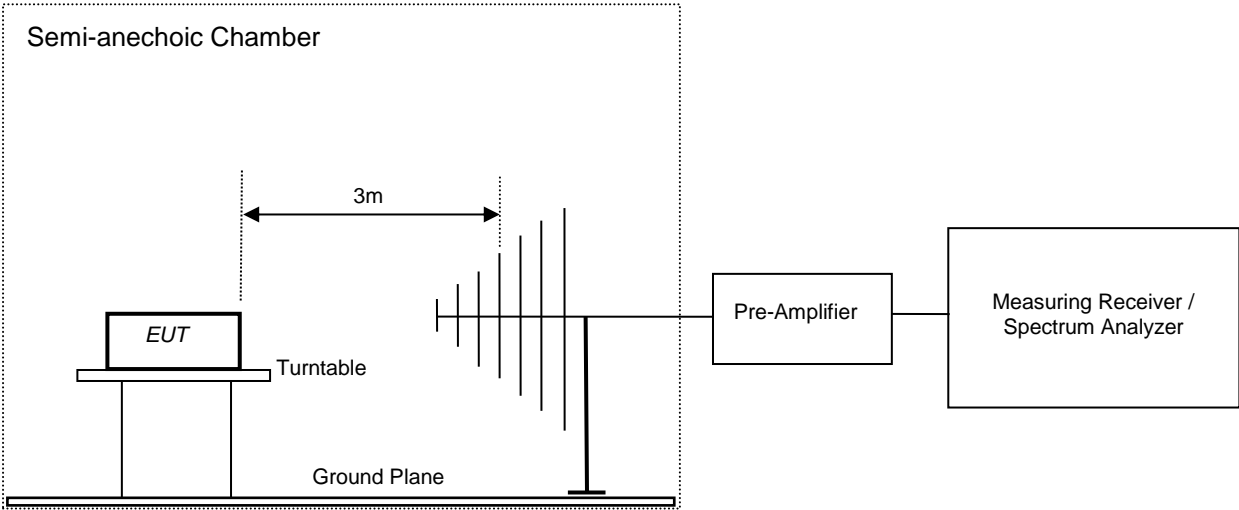 Semi-anechoic Chamber
3m
Pre-Amplifier
Measuring Receiver /
Spectrum Analyzer
EUT
Turntable
Ground Plane